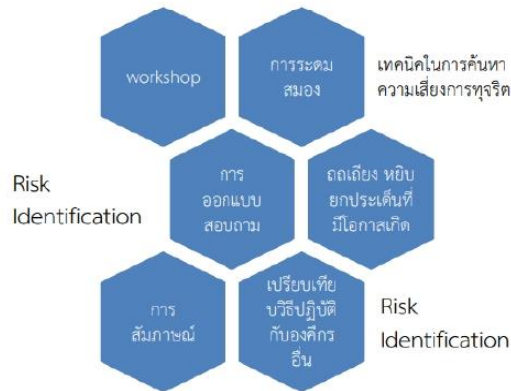 workshop
การระดม
สมอง
เทคนิคในการค้นหา
ความเสี่ยงการทุจริต
Risk
Identification
การ
ออกแบบ
สอบถาม
ถกเถียง หยิบ
ยกประเด็นที่
มีโอกาสเกิด
การ
สัมภาษณ์
เปรียบเทีย
บวิธีปฏิบัติ
กับองค์กร
อื่น
Risk
Identification